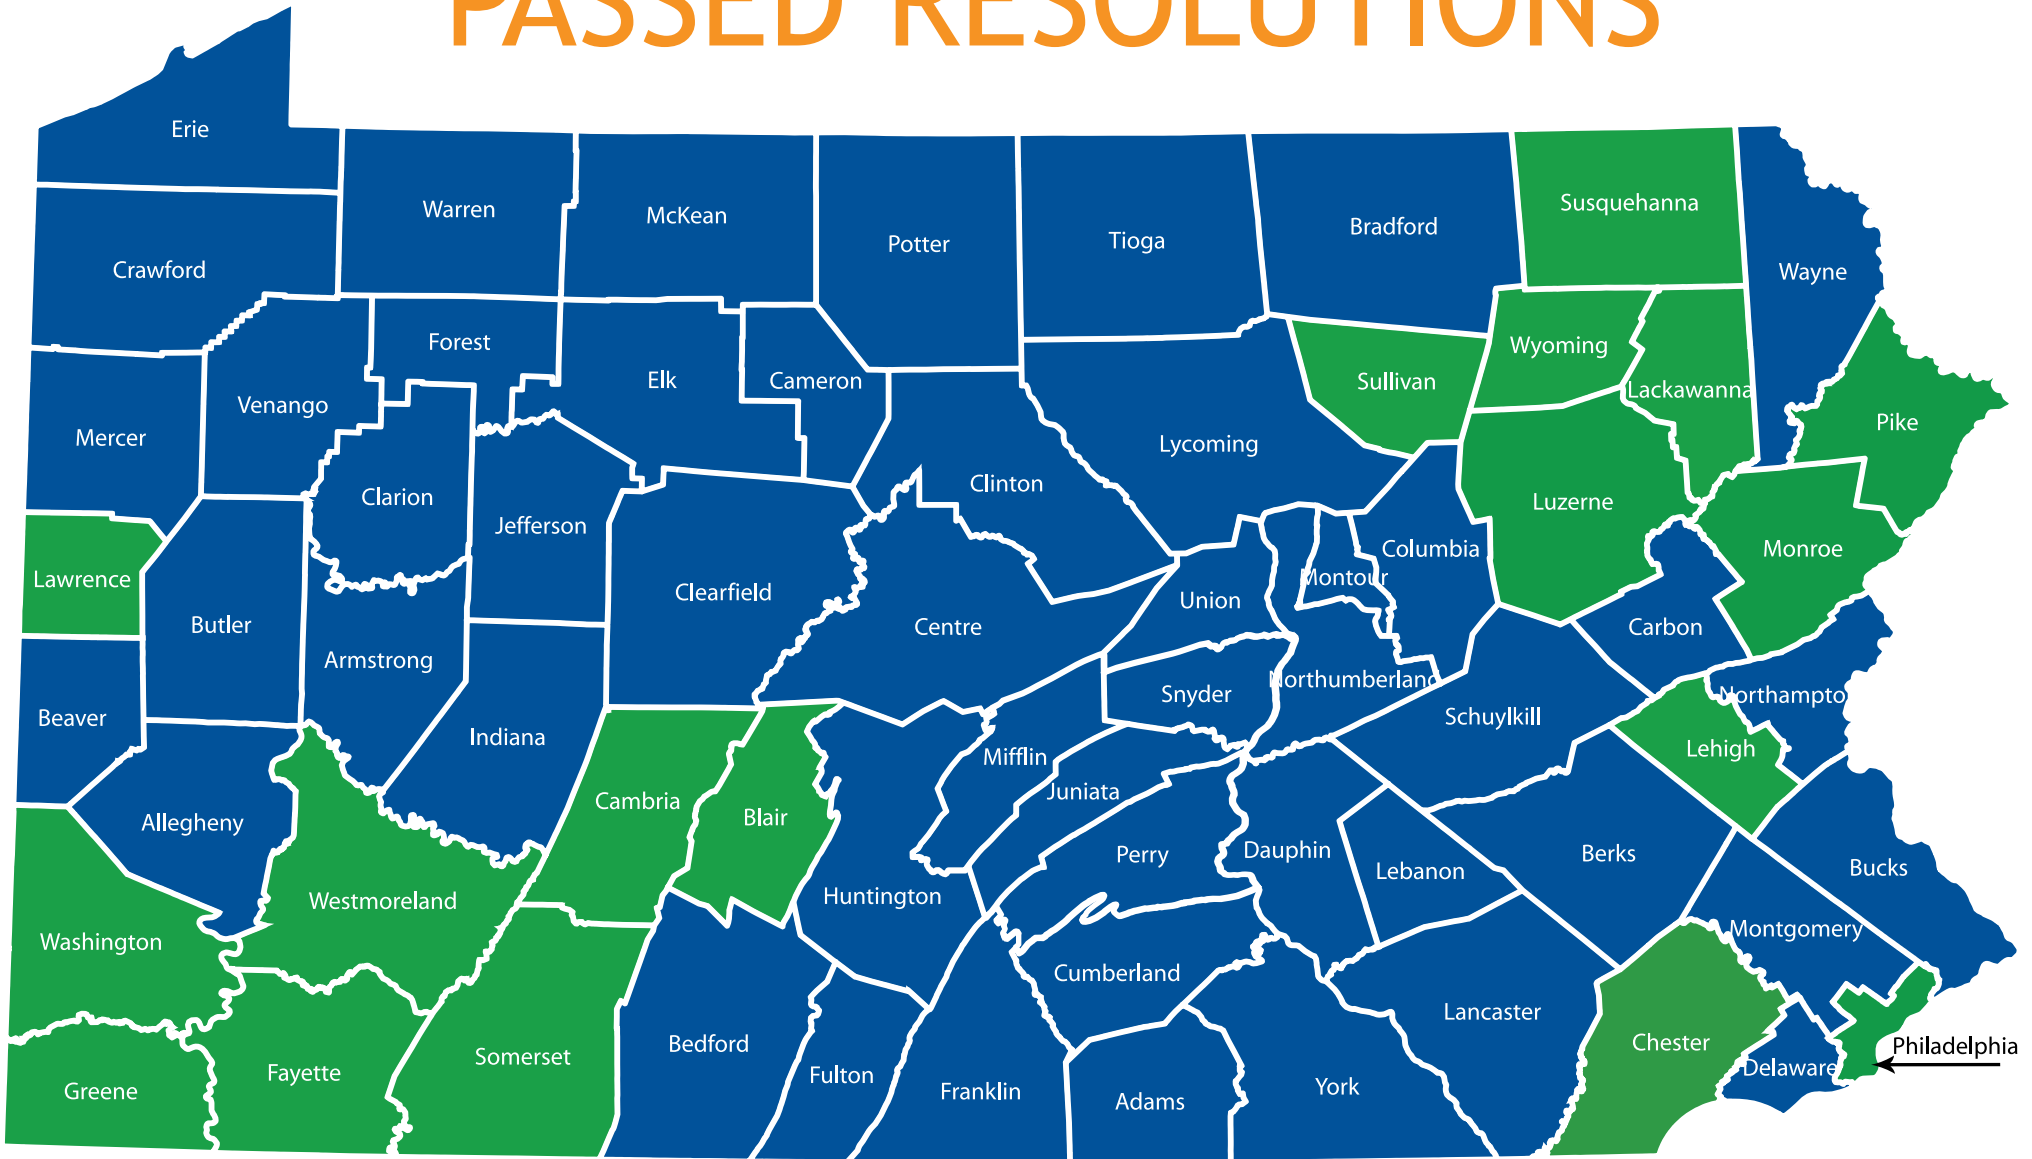 PASSED RESOLUTIONS
Erie
Warren
McKean
Potter
Tioga
Bradford
Susquehanna
Wayne
Crawford
Forest
Elk
Cameron
Sullivan
Wyoming
Lackawanna
Pike
Mercer
Venango
Clarion
Jefferson
Clearfield
Clinton
Lycoming
Columbia
Luzerne
Monroe
Lawrence
Butler
Armstrong
Centre
Union
Montour
Carbon
Beaver
Indiana
Snyder
Northumberland
Schuylkill
Northampto
Lehigh
Allegheny
Cambria
Blair
Mifflin
Juniata
Perry
Dauphin
Lebanon
Berks
Bucks
Westmoreland
Huntington
Washington
Cumberland
Montgomery
Greene
Fayette
Somerset
Bedford
Fulton
Franklin
Adams
York
Lancaster
Chester
Delaware
Philadelphia